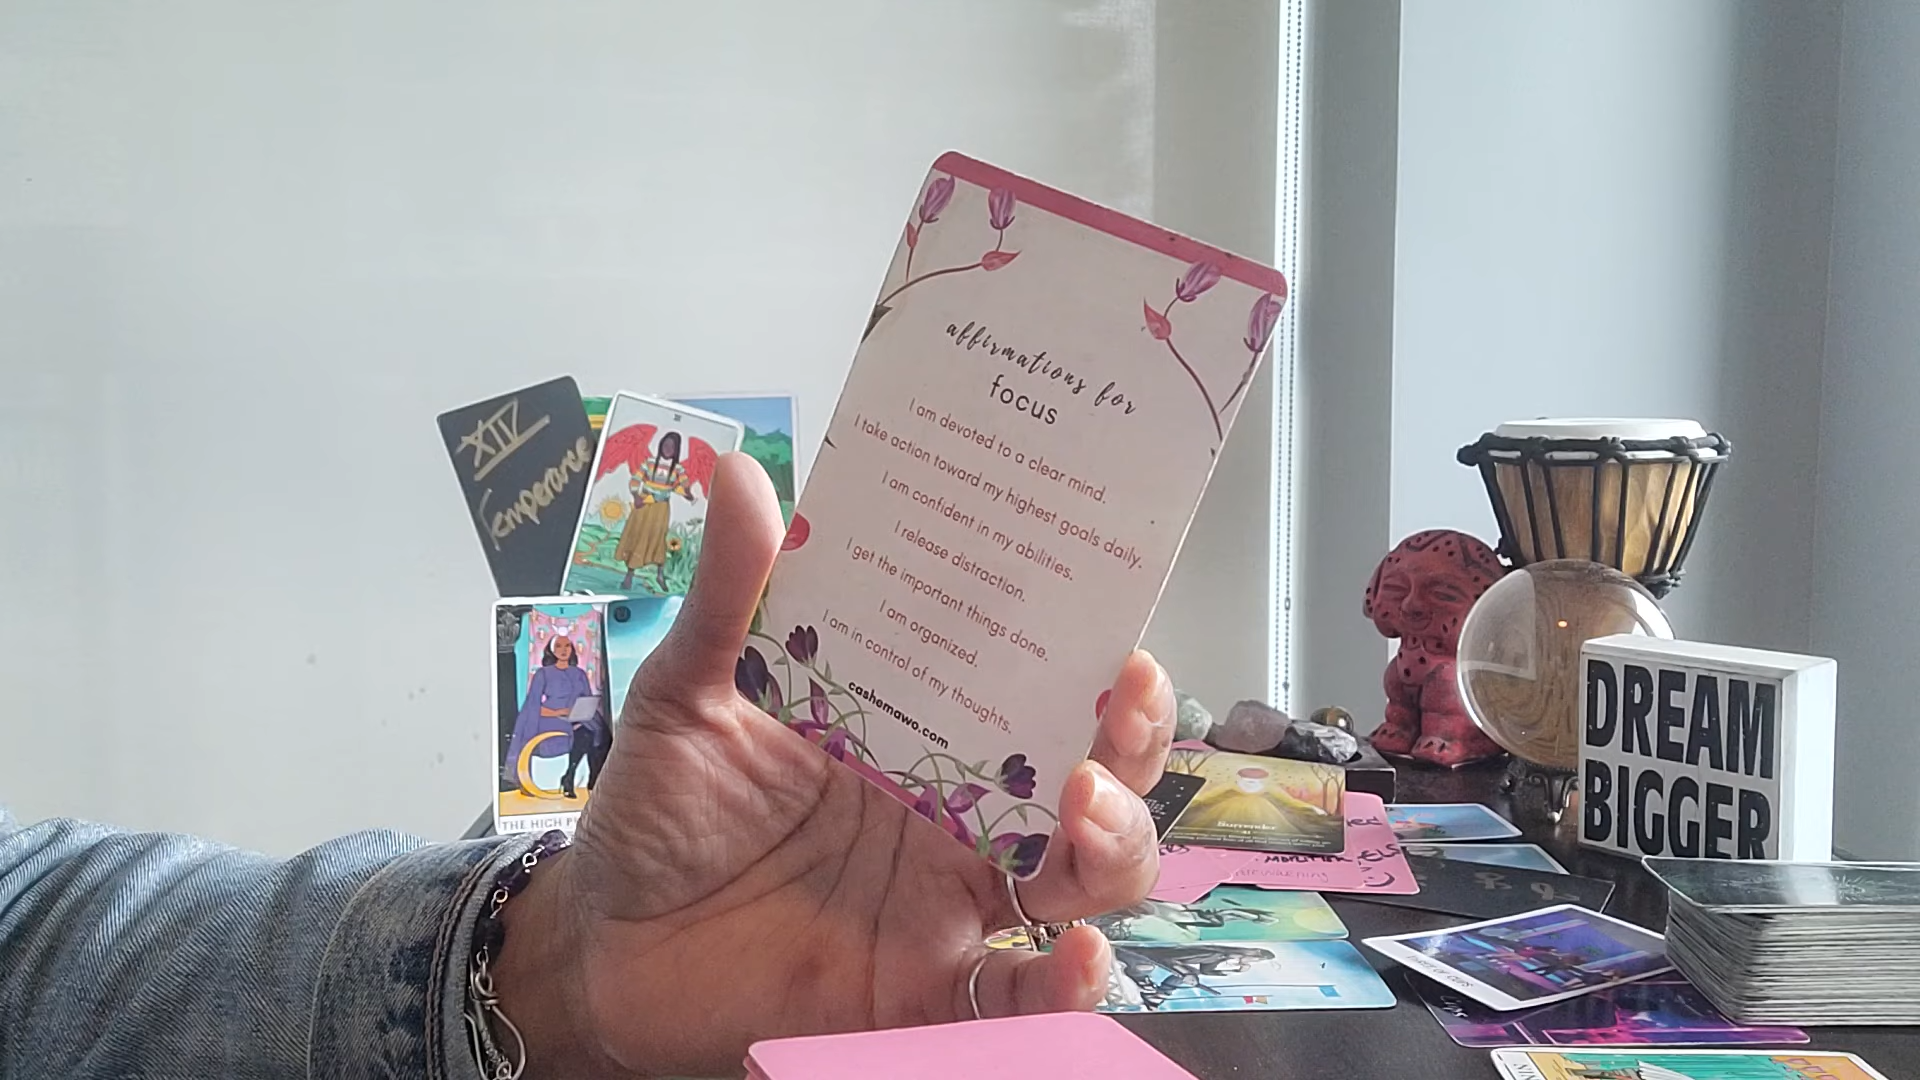 affirmations for
focus
I am devoted to a clear mind.
I take action toward my highest goals daily.
I am confident in my abilities.
I release distraction.
I get the important things done.
I am organized.
I am in control of my thoughts.
cashemawo.com
XIV
Temperance
THE HIGH
DREAM
BIGGER
Surrender